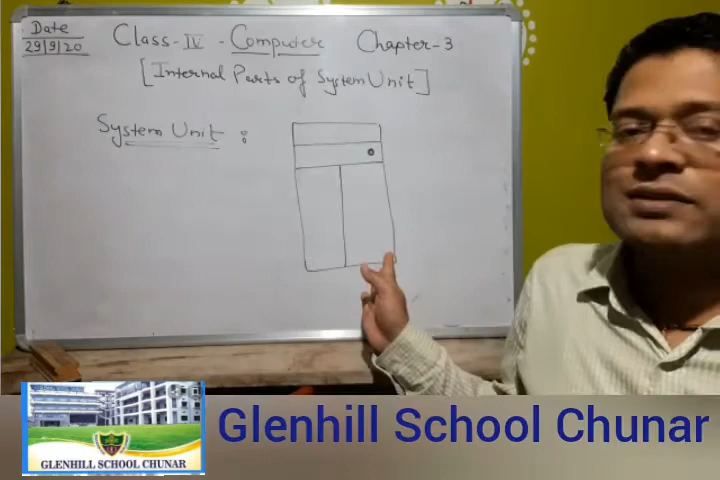 Date
29/9/20
Class-IV - Computer Chapter-3
[Internal Parts of System Unit]
System Unit :
GLENHILL SCHOOL CHUNAR
Glenhill School Chunar